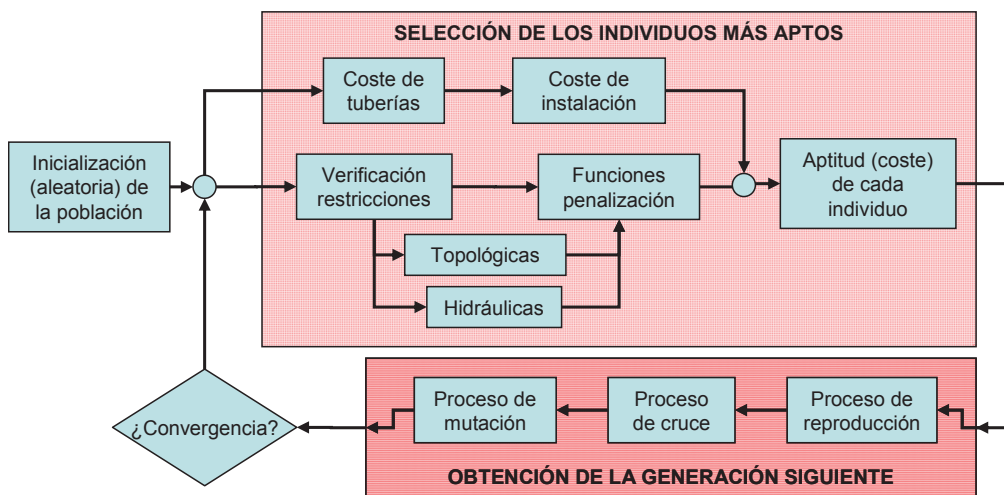 SELECCIÓN DE LOS INDIVIDUOS MÁS APTOS
Coste de
tuberías
Coste de
instalación
Inicialización
(aleatoria) de
la población
Verificación
restricciones
Funciones
penalización
Aptitud (coste)
de cada
individuo
Topológicas
Hidráulicas
¿Convergencia?
Proceso de
mutación
Proceso
de cruce
Proceso de
reproducción
OBTENCIÓN DE LA GENERACIÓN SIGUIENTE